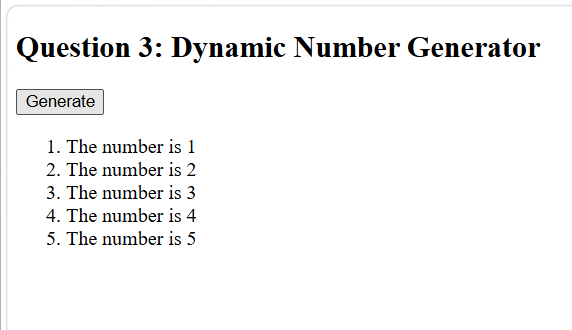 Question 3: Dynamic Number Generator
Generate
1. The number is 1
2. The number is 2
3. The number is 3
4. The number is 4
5. The number is 5